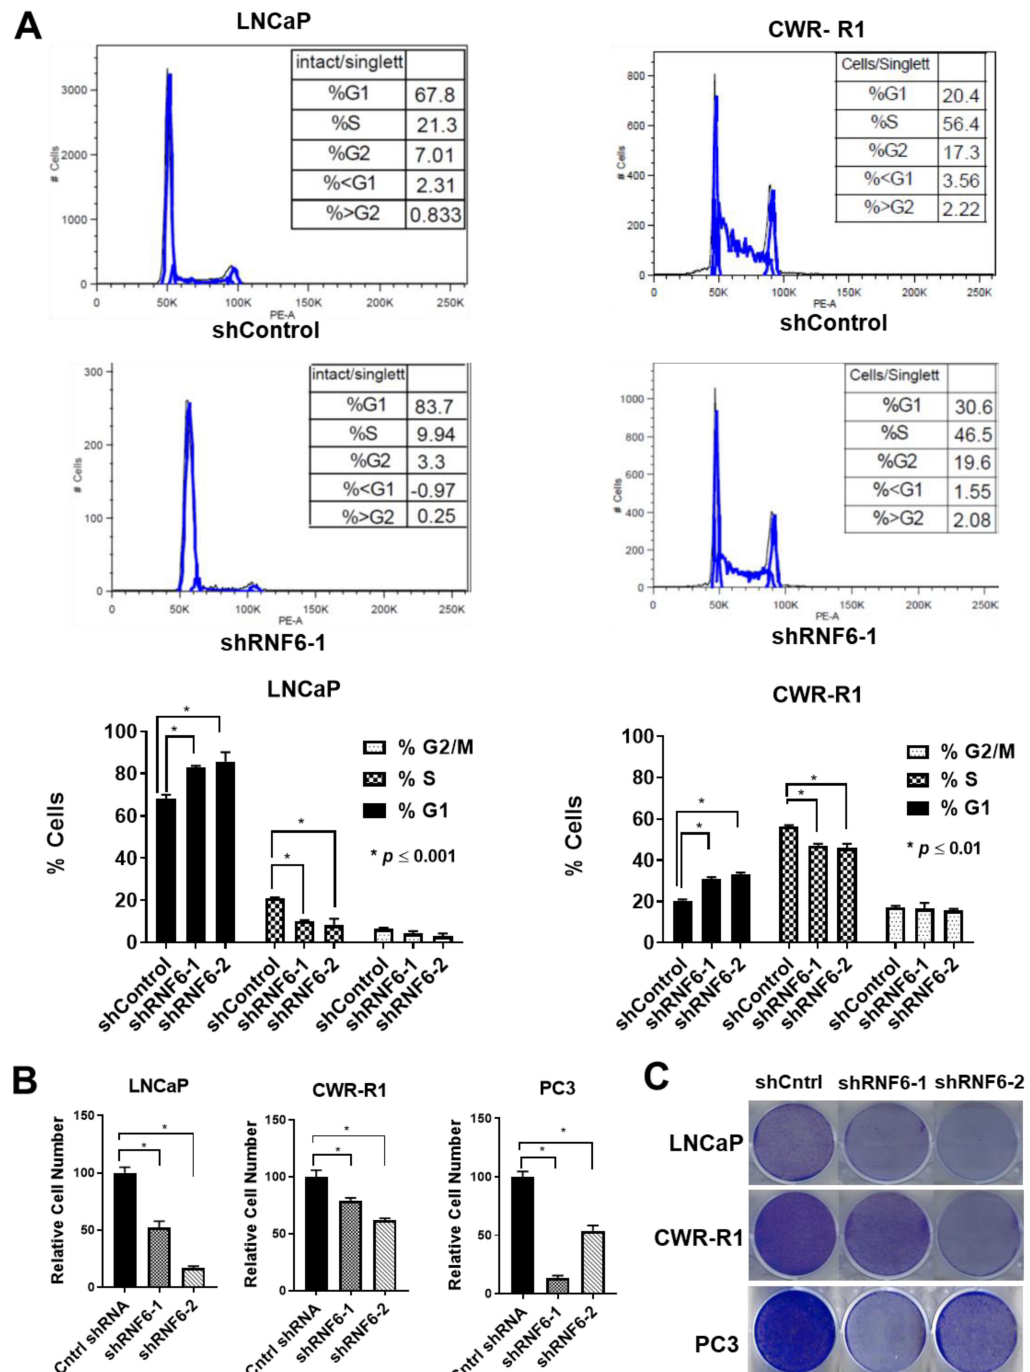 A
LNCaP
CWR- R1
intact/singlett
%G1 67.8
%S 21.3
%G2 7.01
%<G1 2.31
%>G2 0.833
# Cells
3000
2000
1000
0
0 50K 100K 150K 200K 250K
PE-A
shControl
Cells/Singlett
%G1 20.4
%S 56.4
%G2 17.3
%<G1 3.56
%>G2 2.22
# Cells
800
600
400
200
0
0 50K 100K 150K 200K 250K
PE-A
shControl
intact/singlett
%G1 83.7
%S 9.94
%G2 3.3
%<G1 -0.97
%>G2 0.25
# Cells
300
200
100
0
0 50K 100K 150K 200K 250K
PE-A
shRNF6-1
Cells/Singlett
%G1 30.6
%S 46.5
%G2 19.6
%<G1 1.55
%>G2 2.08
# Cells
1000
800
600
400
200
0
0 50K 100K 150K 200K 250K
PE-A
shRNF6-1
LNCaP
% Cells
100
80
60
40
20
0
* * * *
% G2/M
% S
% G1
* p ≤ 0.001
shControl shRNF6-1 shRNF6-2 shControl shRNF6-1 shRNF6-2 shControl shRNF6-1 shRNF6-2
CWR-R1
% Cells
100
80
60
40
20
0
* * * *
% G2/M
% S
% G1
* p ≤ 0.01
shControl shRNF6-1 shRNF6-2 shControl shRNF6-1 shRNF6-2 shControl shRNF6-1 shRNF6-2
B
LNCaP
Relative Cell Number
150
100
50
0
* *
Cntrl shRNA shRNF6-1 shRNF6-2
CWR-R1
Relative Cell Number
150
100
50
0
* *
Cntrl shRNA shRNF6-1 shRNF6-2
PC3
Relative Cell Number
150
100
50
0
* *
Cntrl shRNA shRNF6-1 shRNF6-2
C
shCntrl shRNF6-1 shRNF6-2
LNCaP
CWR-R1
PC3